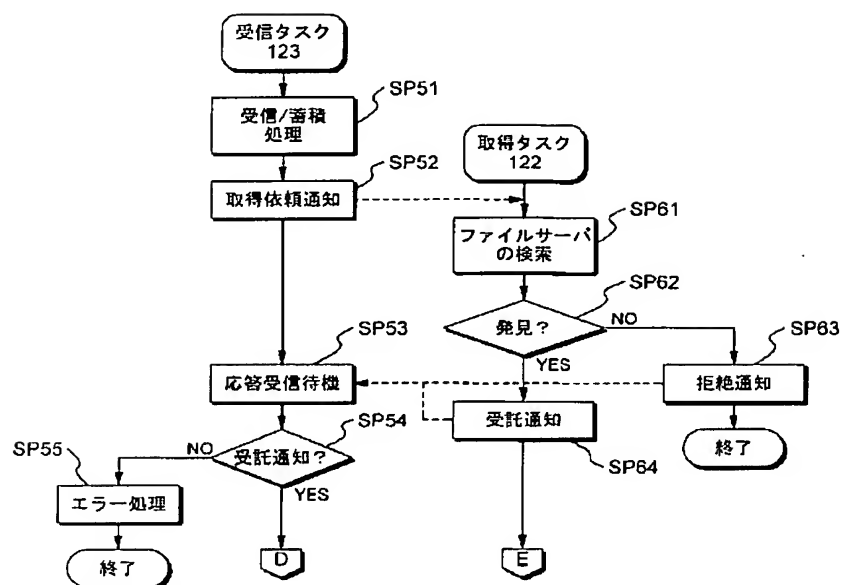 受信タスク
123
SP51
受信/蓄積
処理
SP52
取得依頼通知
取得タスク
122
SP61
ファイルサーバ
の検索
SP62
発見?
NO
YES
SP63
拒絶通知
終了
SP53
応答受信待機
受託通知
SP64
SP54
受託通知?
NO
YES
SP55
エラー処理
終了
D
E